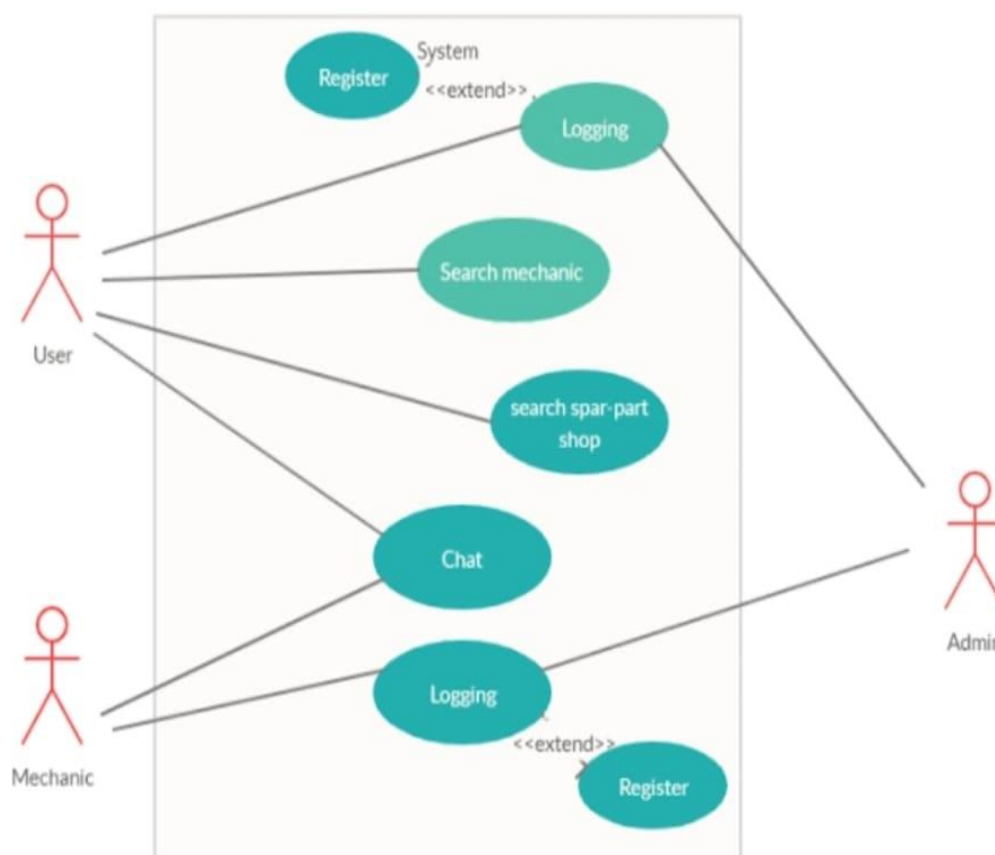 System
Register
<<extend>>
Logging
Search mechanic
User
search spar-part
shop
Chat
Admin
Logging
<<extend>>
Mechanic
Register